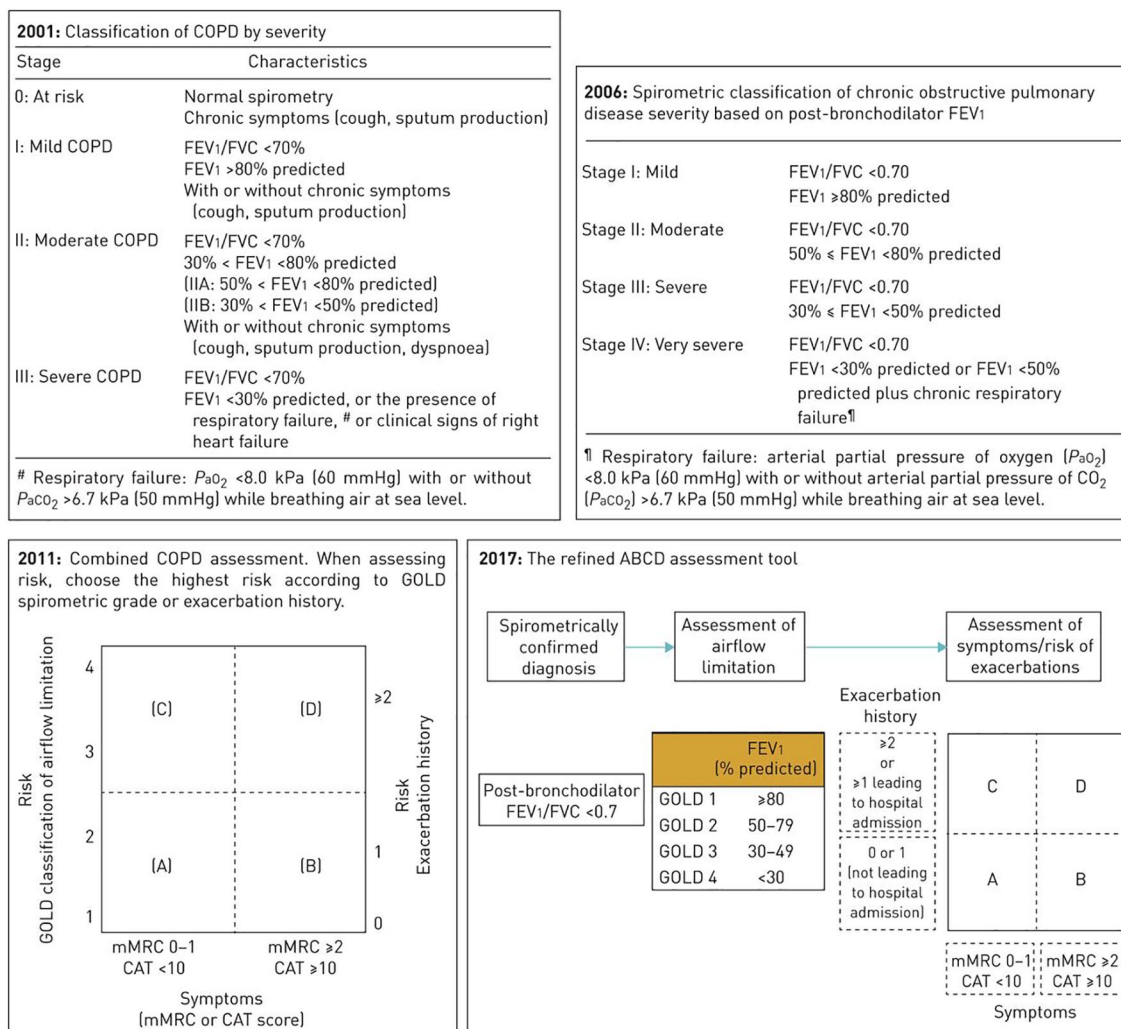 2001: Classification of COPD by severity
Stage Characteristics
0: At risk Normal spirometry
Chronic symptoms (cough, sputum production)
I: Mild COPD FEV1/FVC <70%
FEV1 >80% predicted
With or without chronic symptoms
(cough, sputum production)
II: Moderate COPD FEV1/FVC <70%
30% < FEV1 <80% predicted
(IIA: 50% < FEV1 <80% predicted)
(IIB: 30% < FEV1 <50% predicted)
With or without chronic symptoms
(cough, sputum production, dyspnoea)
III: Severe COPD FEV1/FVC <70%
FEV1 <30% predicted, or the presence of
respiratory failure, # or clinical signs of right
heart failure
# Respiratory failure: PaO2 <8.0 kPa (60 mmHg) with or without
PaCO2 >6.7 kPa (50 mmHg) while breathing air at sea level.
2006: Spirometric classification of chronic obstructive pulmonary
disease severity based on post-bronchodilator FEV1
Stage I: Mild FEV1/FVC <0.70
FEV1 ≥80% predicted
Stage II: Moderate FEV1/FVC <0.70
50% ≤ FEV1 <80% predicted
Stage III: Severe FEV1/FVC <0.70
30% ≤ FEV1 <50% predicted
Stage IV: Very severe FEV1/FVC <0.70
FEV1 <30% predicted or FEV1 <50%
predicted plus chronic respiratory
failure¶
¶ Respiratory failure: arterial partial pressure of oxygen (PaO2)
<8.0 kPa (60 mmHg) with or without arterial partial pressure of CO2
(PaCO2) >6.7 kPa (50 mmHg) while breathing air at sea level.
2011: Combined COPD assessment. When assessing
risk, choose the highest risk according to GOLD
spirometric grade or exacerbation history.
Risk
GOLD classification of airflow limitation
4
3
2
1
(C) (D)
(A) (B)
≥2
1
0
Risk
Exacerbation history
mMRC 0–1 mMRC ≥2
CAT <10 CAT ≥10
Symptoms
(mMRC or CAT score)
2017: The refined ABCD assessment tool
Spirometrically
confirmed
diagnosis
Assessment of
airflow
limitation
Assessment of
symptoms/risk of
exacerbations
Post-bronchodilator
FEV1/FVC <0.7
FEV1
(% predicted)
GOLD 1 ≥80
GOLD 2 50–79
GOLD 3 30–49
GOLD 4 <30
Exacerbation
history
≥2
or
≥1 leading
to hospital
admission
0 or 1
(not leading
to hospital
admission)
C D
A B
mMRC 0–1 mMRC ≥2
CAT <10 CAT ≥10
Symptoms